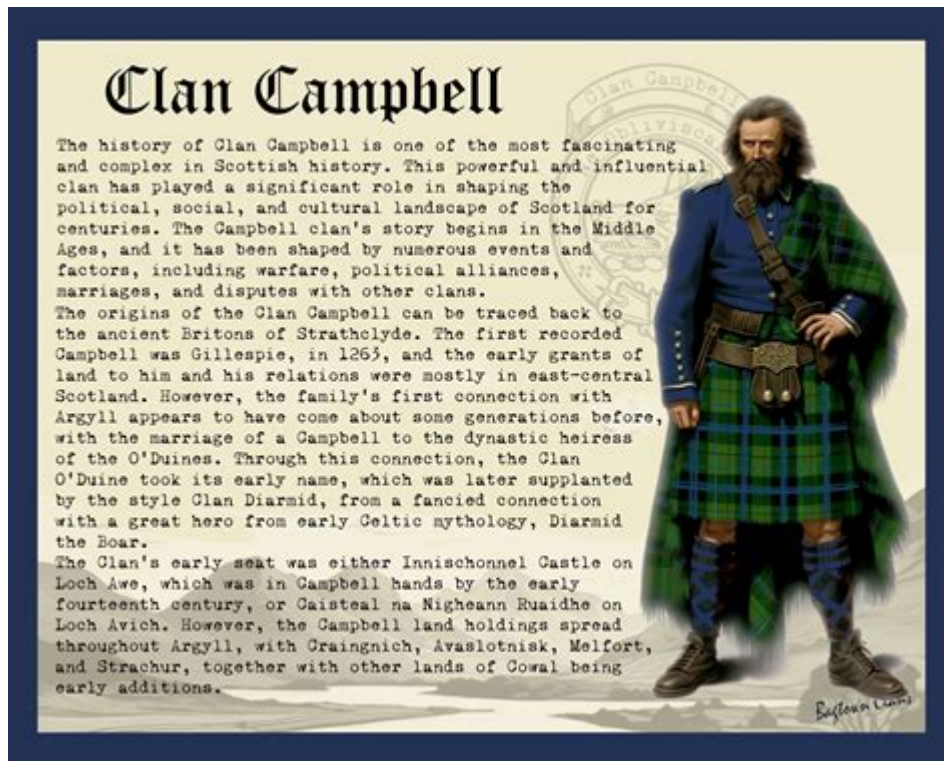 Clan Campbell
Clan Campbell
Obliviscar
The history of Clan Campbell is one of the most fascinating
and complex in Scottish history. This powerful and influential
clan has played a significant role in shaping the
political, social, and cultural landscape of Scotland for
centuries. The Campbell clan's story begins in the Middle
Ages, and it has been shaped by numerous events and
factors, including warfare, political alliances,
marriages, and disputes with other clans.
The origins of the Clan Campbell can be traced back to
the ancient Britons of Strathclyde. The first recorded
Campbell was Gillespie, in 1263, and the early grants of
land to him and his relations were mostly in east-central
Scotland. However, the family's first connection with
Argyll appears to have come about some generations before,
with the marriage of a Campbell to the dynastic heiress
of the O'Duines. Through this connection, the Clan
O'Duine took its early name, which was later supplanted
by the style Clan Diarmid, from a fancied connection
with a great hero from early Celtic mythology, Diarmid
the Boar.
The Clan's early seat was either Innischonnel Castle on
Loch Awe, which was in Campbell hands by the early
fourteenth century, or Caisteal na Nigheann Ruaidhe on
Loch Avich. However, the Campbell land holdings spread
throughout Argyll, with Craingnich, Avaslotnisk, Melfort,
and Strachur, together with other lands of Cowal being
early additions.